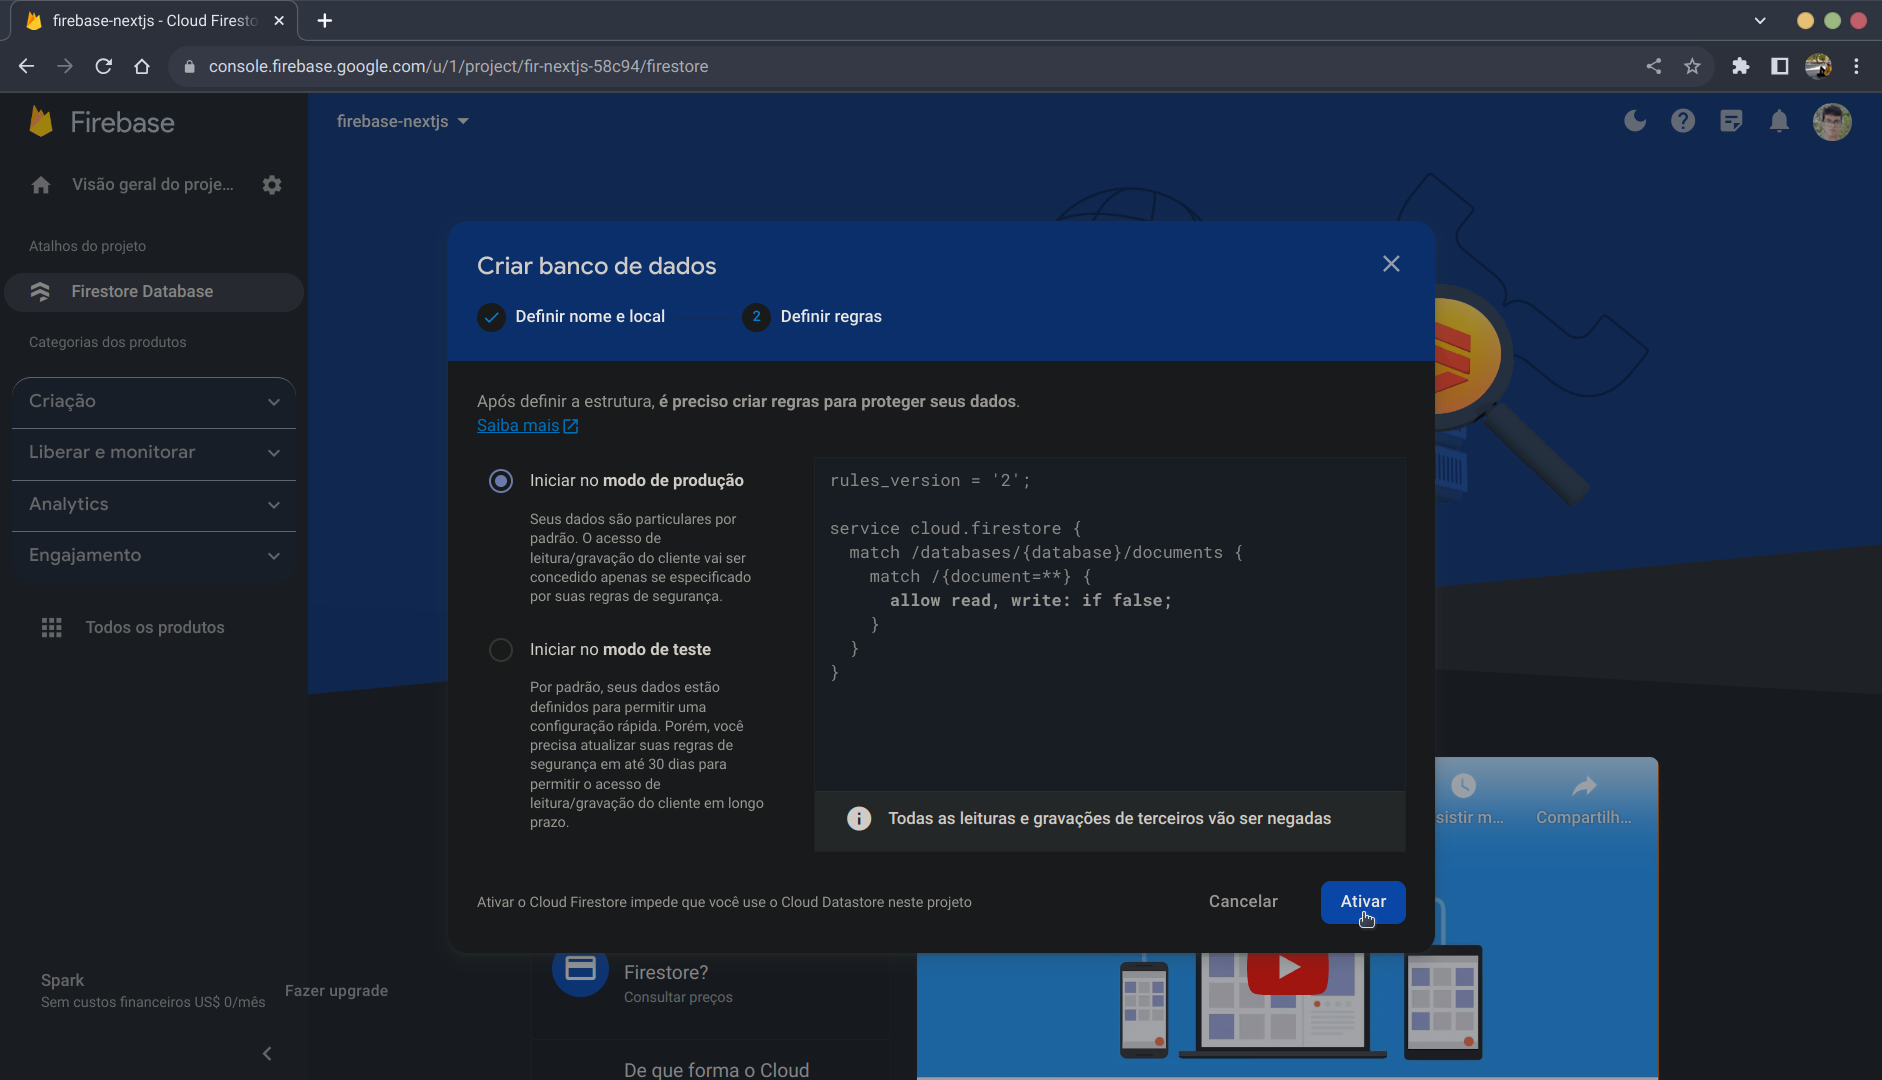 firebase-nextjs - Cloud Firesto
console.firebase.google.com/u/1/project/fir-nextjs-58c94/firestore
Firebase
firebase-nextjs
Visão geral do proje...
Atalhos do projeto
Firestore Database
Categorias dos produtos
Criação
Liberar e monitorar
Analytics
Engajamento
Todos os produtos
Spark
Sem custos financeiros US$ 0/mês
Fazer upgrade
Criar banco de dados
Definir nome e local
2 Definir regras
Após definir a estrutura, é preciso criar regras para proteger seus dados.
Saiba mais
Iniciar no modo de produção
Seus dados são particulares por
padrão. O acesso de
leitura/gravação do cliente vai ser
concedido apenas se especificado
por suas regras de segurança.
Iniciar no modo de teste
Por padrão, seus dados estão
definidos para permitir uma
configuração rápida. Porém, você
precisa atualizar suas regras de
segurança em até 30 dias para
permitir o acesso de
leitura/gravação do cliente em longo
prazo.
rules_version = '2';
service cloud.firestore {
match /databases/{database}/documents {
match /{document=**} {
allow read, write: if false;
}
}
}
Todas as leituras e gravações de terceiros vão ser negadas
Ativar o Cloud Firestore impede que você use o Cloud Datastore neste projeto
Cancelar
Ativar
sistir m...
Compartilh...
Firestore?
Consultar preços
De que forma o Cloud